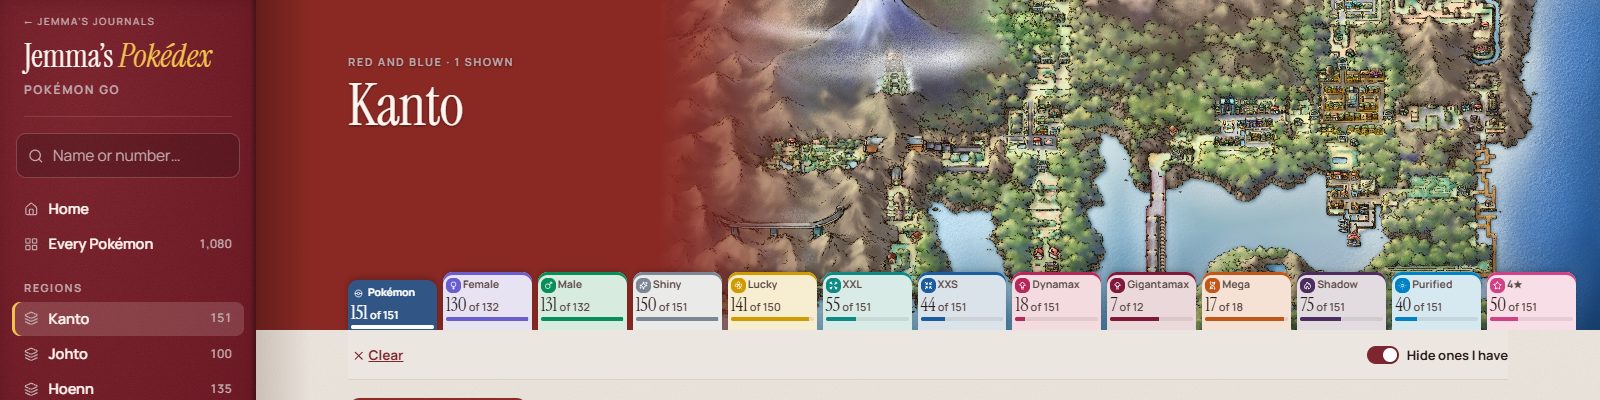 ← JEMMA'S JOURNALS
Jemma's Pokédex
POKÉMON GO
Name or number...
Home
Every Pokémon 1,080
REGIONS
Kanto 151
Johto 100
Hoenn 135
RED AND BLUE · 1 SHOWN
Kanto
Pokémon
151 of 151
Female
130 of 132
Male
131 of 132
Shiny
150 of 151
Lucky
141 of 150
XXL
55 of 151
XXS
44 of 151
Dynamax
18 of 151
Gigantamax
7 of 12
Mega
17 of 18
Shadow
75 of 151
Purified
40 of 151
4★
50 of 151
× Clear
Hide ones I have